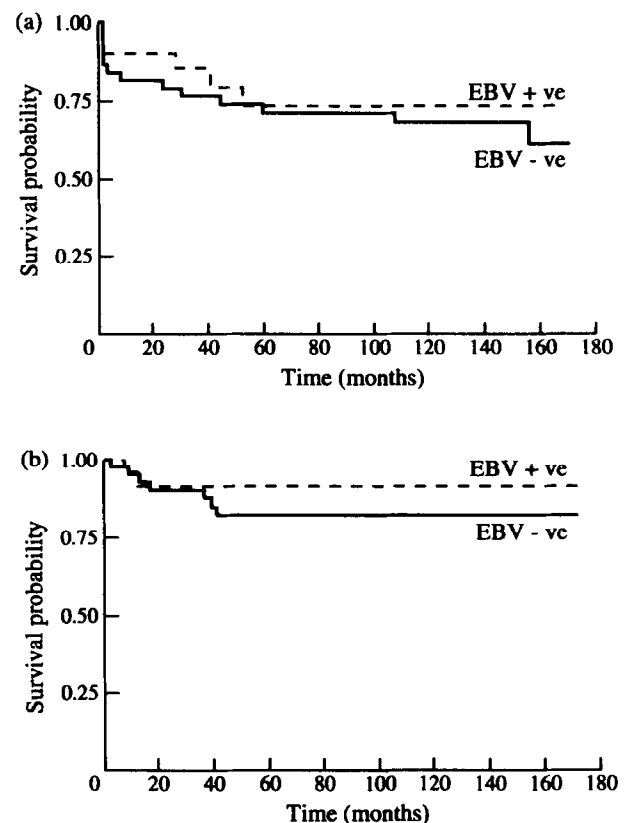 (a)
1.00
0.75
0.50
0.25
Survival probability
EBV + ve
EBV - ve
0 20 40 60 80 100 120 140 160 180
Time (months)
(b)
1.00
0.75
0.50
0.25
Survival probability
EBV + ve
EBV - ve
0 20 40 60 80 100 120 140 160 180
Time (months)